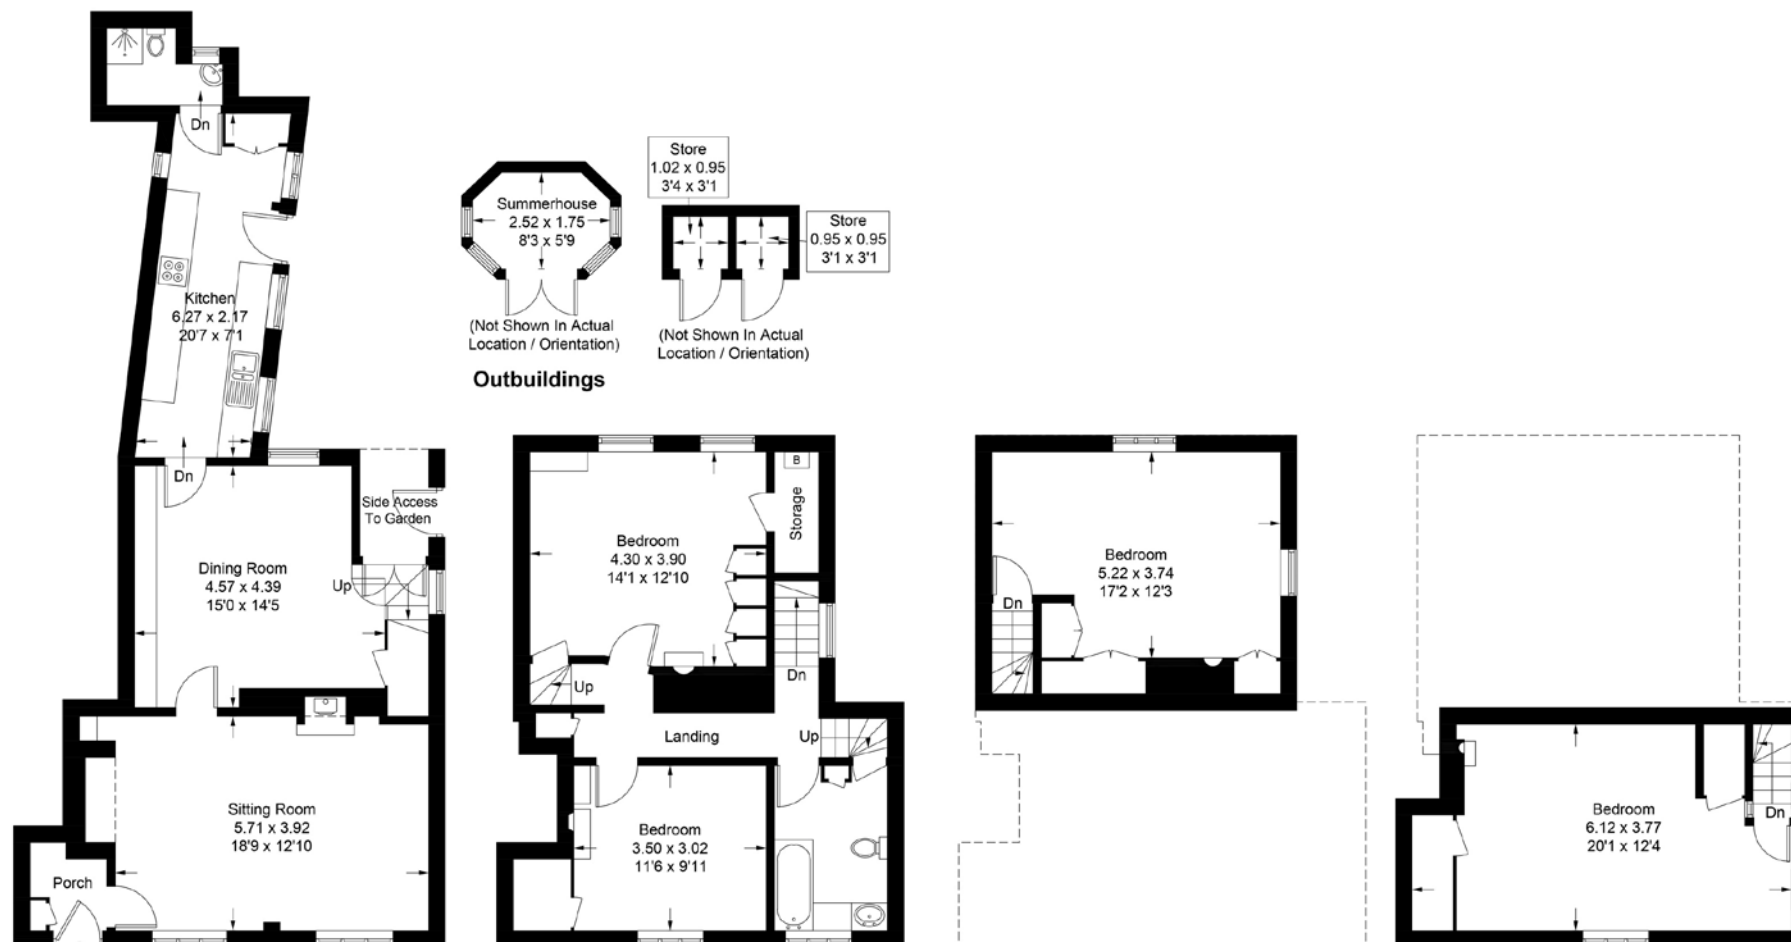 Dn
Kitchen
6.27 x 2.17
20'7 x 7'1
Dn
Dining Room
4.57 x 4.39
15'0 x 14'5
Side Access
To Garden
Up
Sitting Room
5.71 x 3.92
18'9 x 12'10
Porch
Summerhouse
2.52 x 1.75
8'3 x 5'9
(Not Shown In Actual
Location / Orientation)
Store
1.02 x 0.95
3'4 x 3'1
Store
0.95 x 0.95
3'1 x 3'1
(Not Shown In Actual
Location / Orientation)
Outbuildings
B
Storage
Bedroom
4.30 x 3.90
14'1 x 12'10
Dn
Up
Landing
Up
Bedroom
3.50 x 3.02
11'6 x 9'11
Bedroom
5.22 x 3.74
17'2 x 12'3
Dn
Bedroom
6.12 x 3.77
20'1 x 12'4
Dn